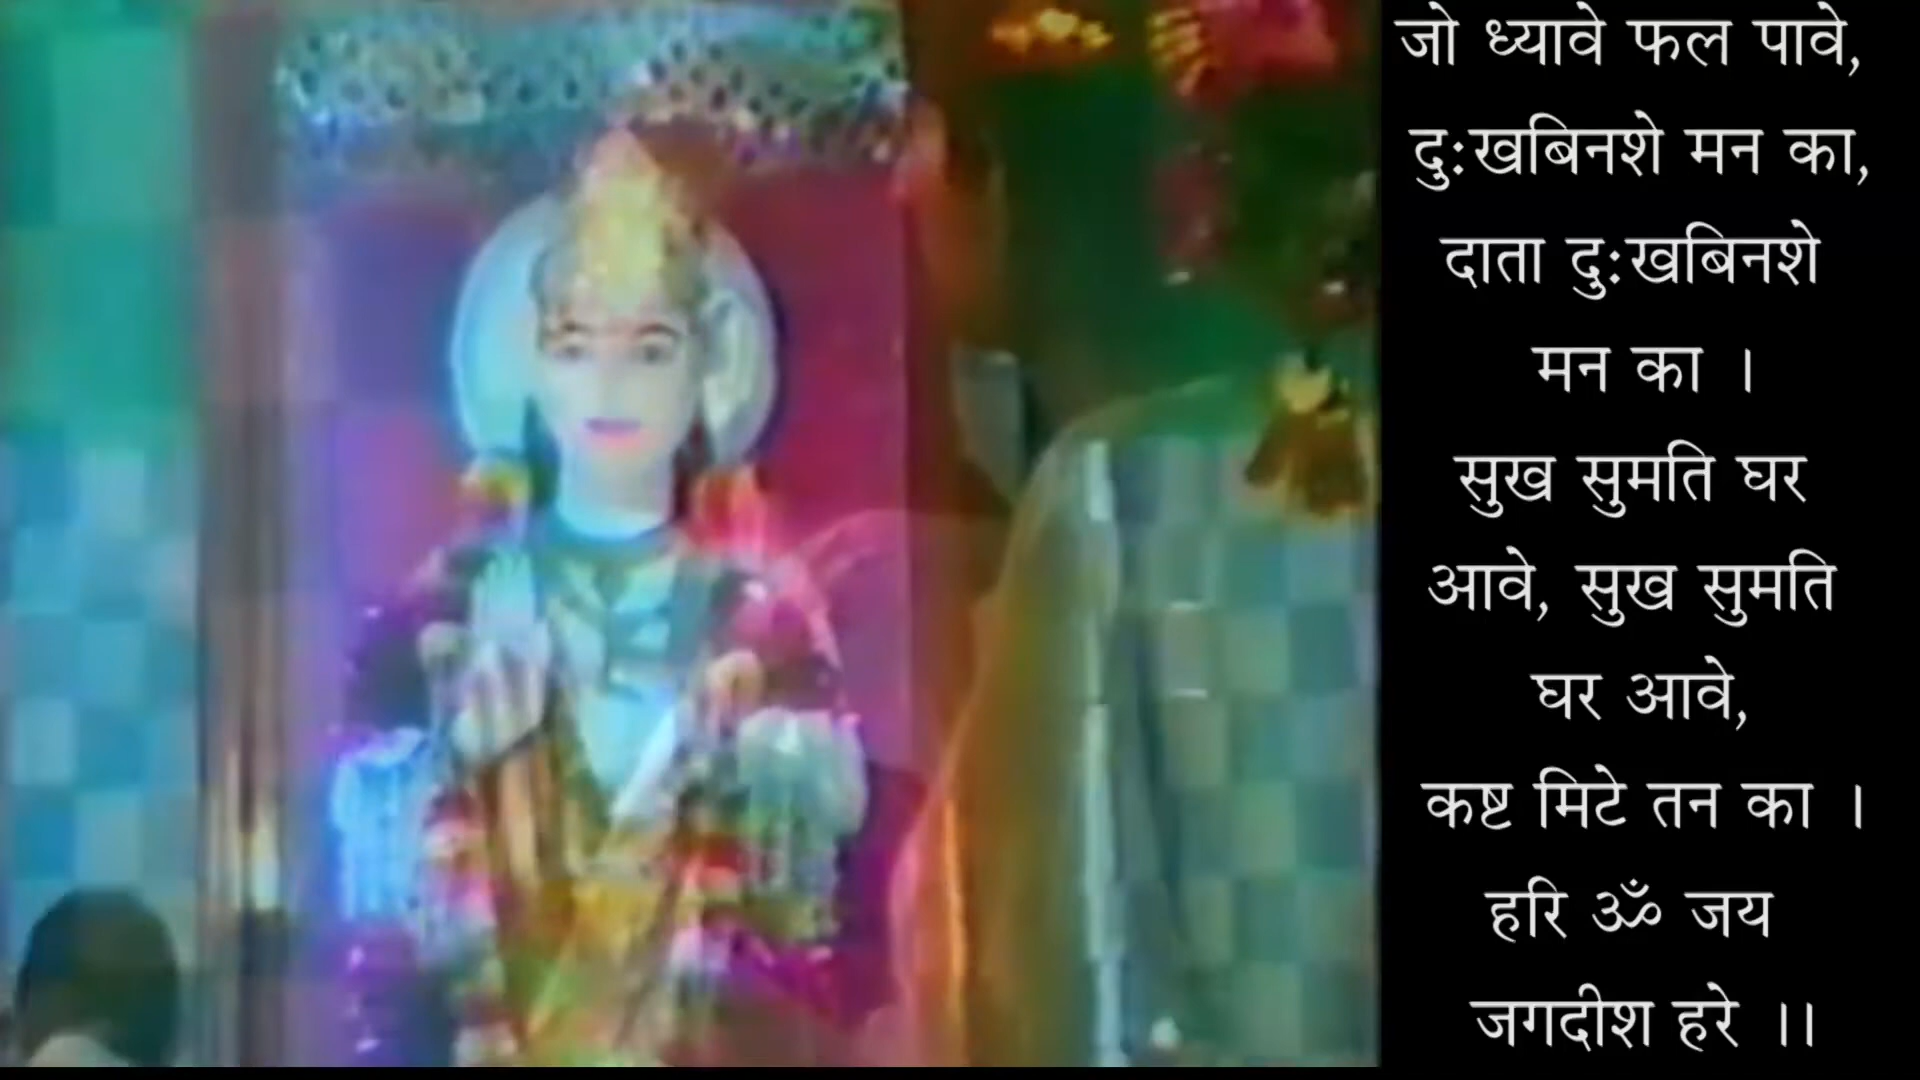 जो ध्यावे फल पावे,
दुःखबिनशे मन का,
दाता दुःखबिनशे
मन का ।
सुख सुमति घर
आवे, सुख सुमति
घर आवे,
कष्ट मिटे तन का ।
हरि ॐ जय
जगदीश हरे ।।